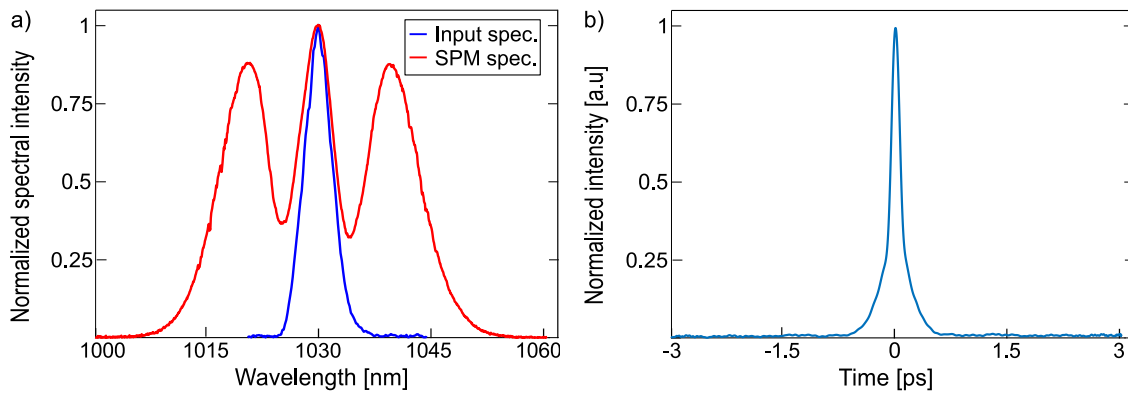 a)
Normalized spectral intensity
1
0.75
0.5
0.25
Input spec.
SPM spec.
1000 1015 1030 1045 1060
Wavelength [nm]
b)
Normalized intensity [a.u]
1
0.75
0.5
0.25
-3 -1.5 0 1.5 3
Time [ps]